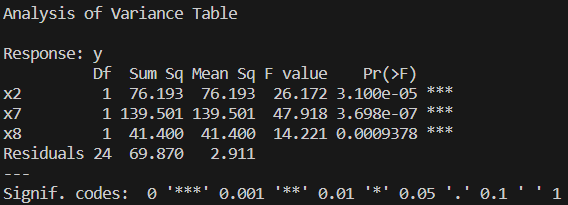 Analysis of Variance Table
Response: y
Df Sum Sq Mean Sq F value Pr(>F)
x2 1 76.193 76.193 26.172 3.100e-05 ***
x7 1 139.501 139.501 47.918 3.698e-07 ***
x8 1 41.400 41.400 14.221 0.0009378 ***
Residuals 24 69.870 2.911
---
Signif. codes: 0 '***' 0.001 '**' 0.01 '*' 0.05 '.' 0.1 ' ' 1